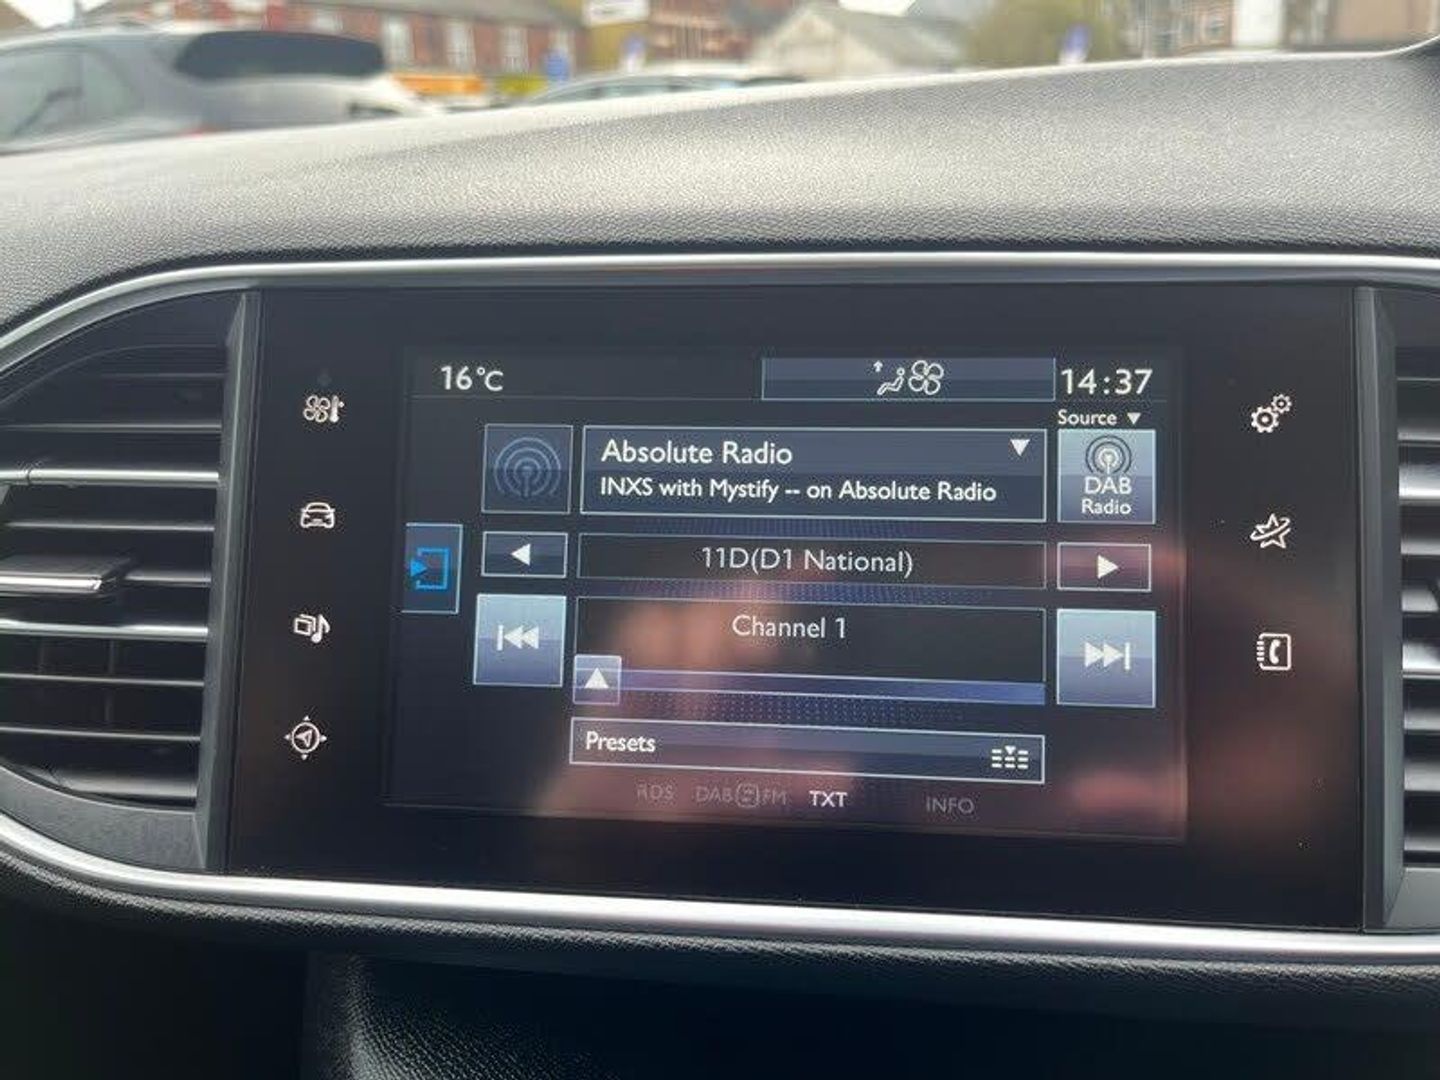 16°C
14:37
Source
Absolute Radio
INXS with Mystify -- on Absolute Radio
DAB
Radio
11D(D1 National)
Channel 1
Presets
RDS DAB FM TXT INFO